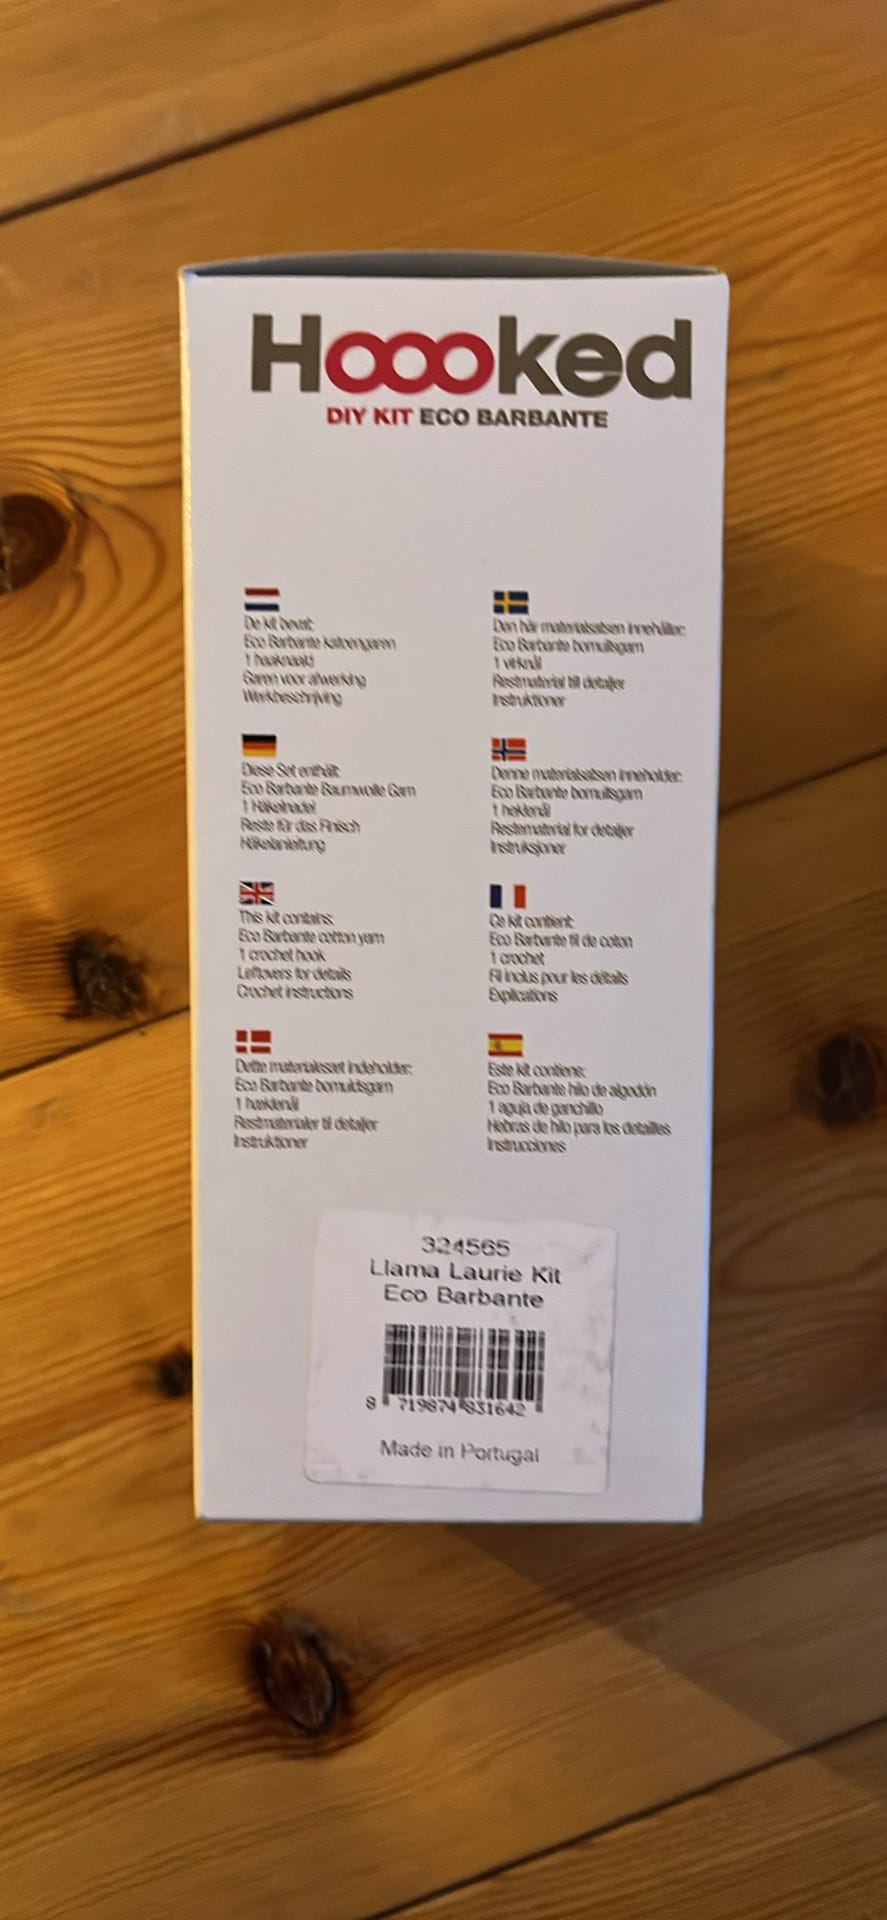 Hoooked
DIY KIT ECO BARBANTE
De kit bevat:
Eco Barbante katoengaren
1 haaknaald
Garen voor afwerking
Werkbeschrijving
Diese Set enthält:
Eco Barbante Baumwolle Garn
1 Häkelnadel
Reste für das Finisch
Häkelanleitung
This kit contains:
Eco Barbante cotton yarn
1 crochet hook
Leftovers for details
Crochet instructions
Dette materialesæt indeholder:
Eco Barbante bomuldsgarn
1 hæklenål
Restmaterialer til detaljer
Instruktioner
Den här materialsatsen innehåller:
Eco Barbante bomullsgarn
1 virknål
Restmaterial till detaljer
Instruktioner
Denne materialsatsen inneholder:
Eco Barbante bomullsgarn
1 heklenål
Restematerial for detaljer
Instruksjoner
Ce kit contient:
Eco Barbante fil de coton
1 crochet
Fil inclus pour les détails
Explications
Este kit contiene:
Eco Barbante hilo de algodón
1 aguja de ganchillo
Hebras de hilo para los detalles
Instrucciones
324565
Llama Laurie Kit
Eco Barbante
8 719874 831642
Made in Portugal